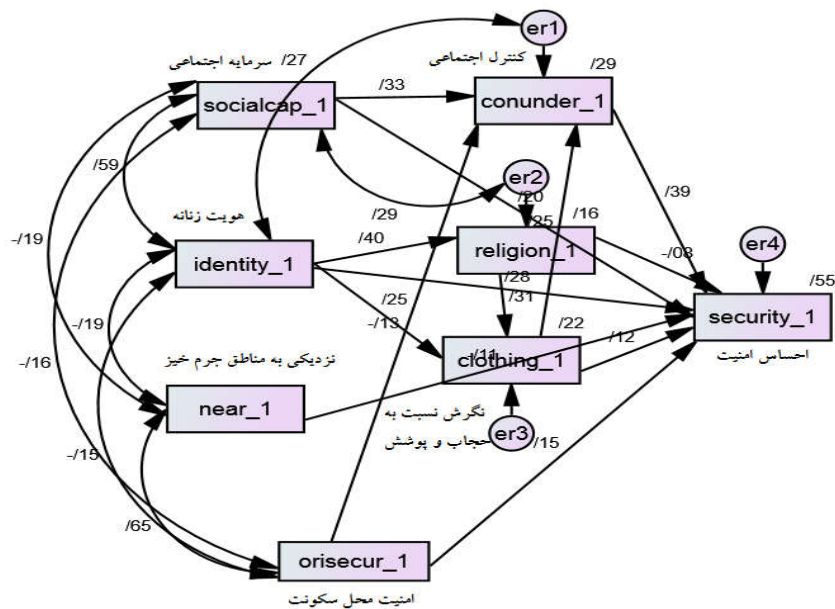 er1
/27
سرمایه اجتماعی
کنترل اجتماعی
/29
socialcap_1
/33
conunder_1
/59
er2
/20
/39
هویت زنانه
/29
/40
/25
/16
-/03
er4
-/19
identity_1
religion_1
/28
/31
/55
/25
-/13
security_1
-/19
/22
/12
-/16
نزدیکی به مناطق جرم خیز
/11
clothing_1
احساس امنیت
near_1
نگرش نسبت به
حجاب و پوشش
er3
/15
-/15
/65
orisecur_1
امنیت محل سکونت